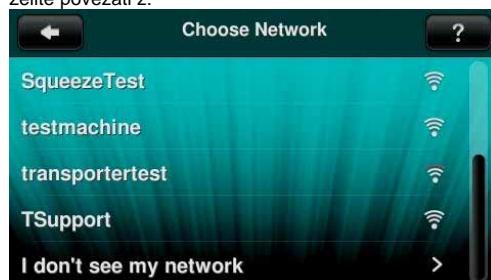 želite povezati z:
Choose Network
?
SqueezeTest
testmachine
transportertest
TSupport
I don't see my network